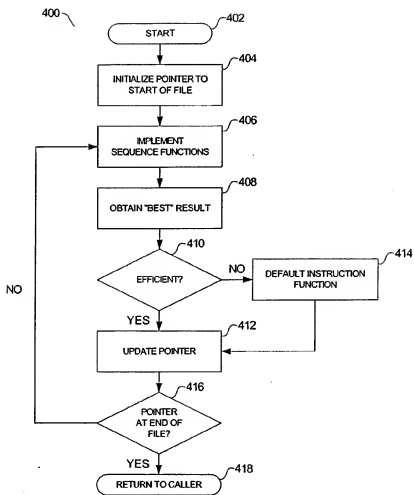 400
START
402
INITIALIZE POINTER TO
START OF FILE
404
IMPLEMENT
SEQUENCE FUNCTIONS
406
OBTAIN "BEST" RESULT
408
EFFICIENT?
410
NO
DEFAULT INSTRUCTION
FUNCTION
414
YES
UPDATE POINTER
412
POINTER
AT END OF
FILE?
416
NO
YES
RETURN TO CALLER
418